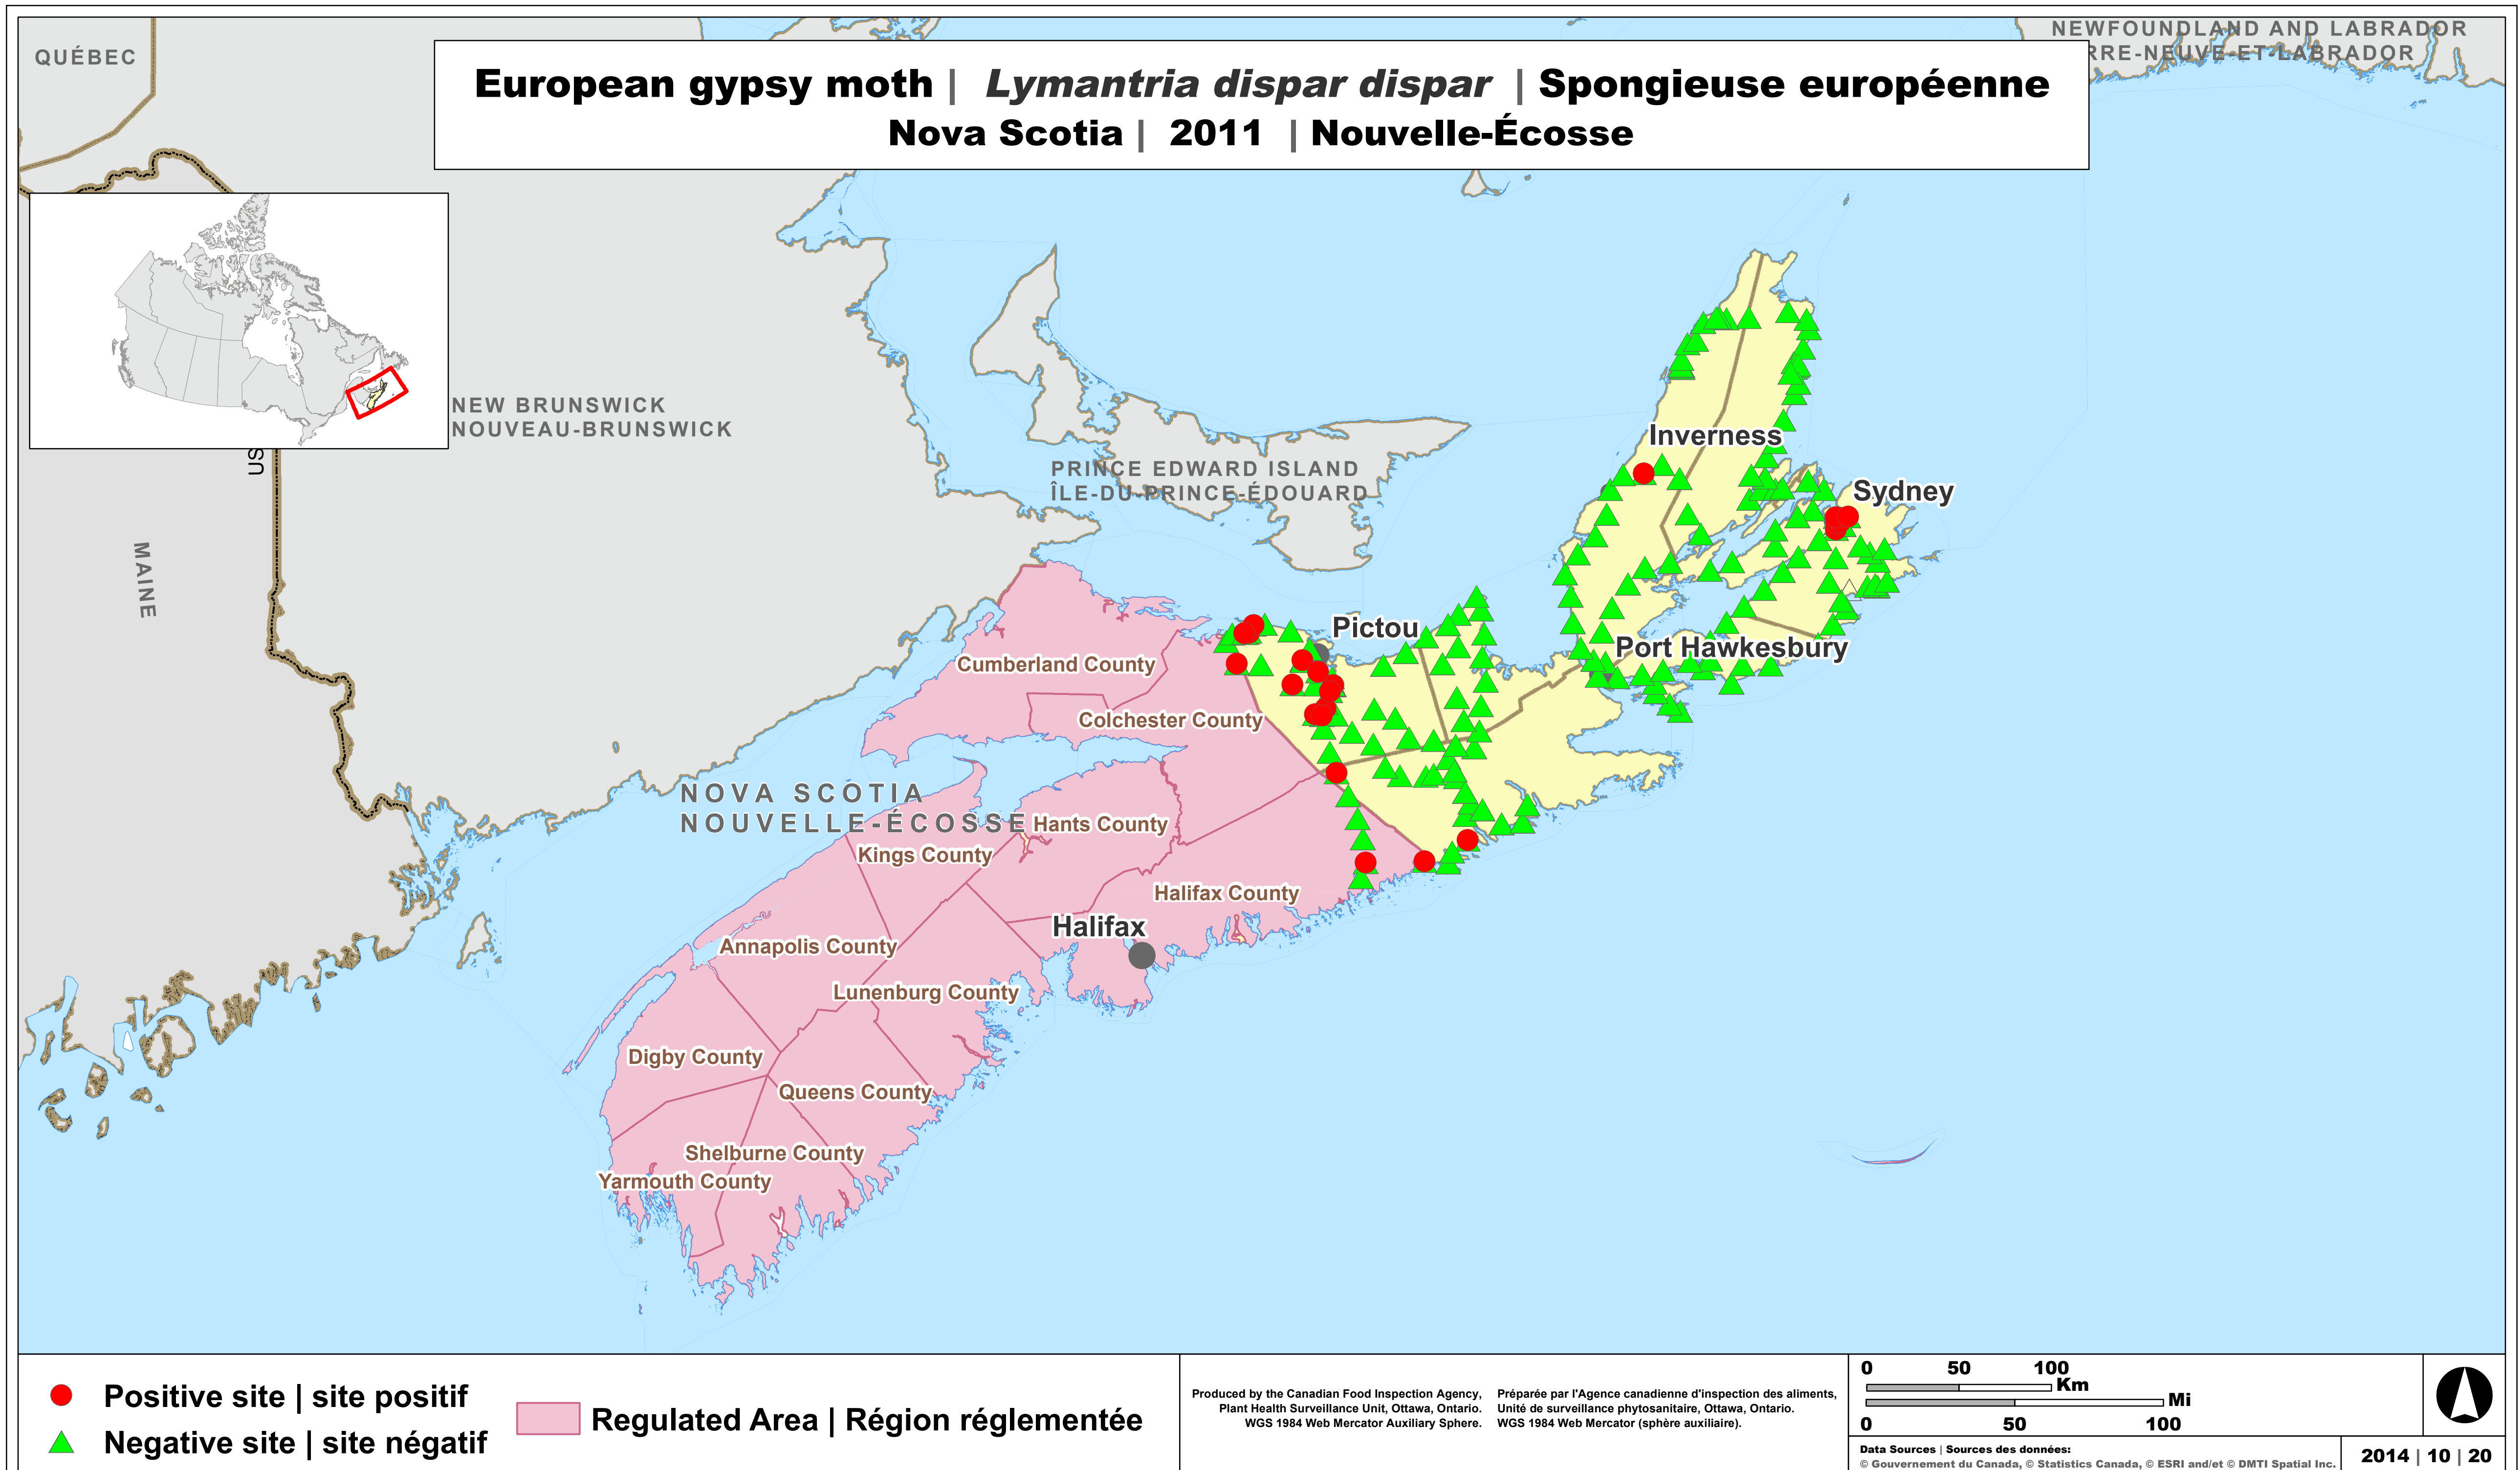 QUÉBEC
NEWFOUNDLAND AND LABRADOR
RRE-NEUVE-ET-LABRADOR
European gypsy moth | Lymantria dispar dispar | Spongieuse européenne
Nova Scotia | 2011 | Nouvelle-Écosse
NEW BRUNSWICK
NOUVEAU-BRUNSWICK
US
MAINE
PRINCE EDWARD ISLAND
ÎLE-DU-PRINCE-ÉDOUARD
Inverness
Sydney
Pictou
Port Hawkesbury
Cumberland County
Colchester County
NOVA SCOTIA
NOUVELLE-ÉCOSSE
Hants County
Kings County
Halifax County
Halifax
Annapolis County
Lunenburg County
Digby County
Queens County
Shelburne County
Yarmouth County
Positive site | site positif
Negative site | site négatif
Regulated Area | Région réglementée
Produced by the Canadian Food Inspection Agency,
Plant Health Surveillance Unit, Ottawa, Ontario.
WGS 1984 Web Mercator Auxiliary Sphere.
Préparée par l'Agence canadienne d'inspection des aliments,
Unité de surveillance phytosanitaire, Ottawa, Ontario.
WGS 1984 Web Mercator (sphère auxiliaire).
0 50 100
Km
Mi
0 50 100
Data Sources | Sources des données:
© Gouvernement du Canada, © Statistics Canada, © ESRI and/et © DMTI Spatial Inc.
2014 | 10 | 20